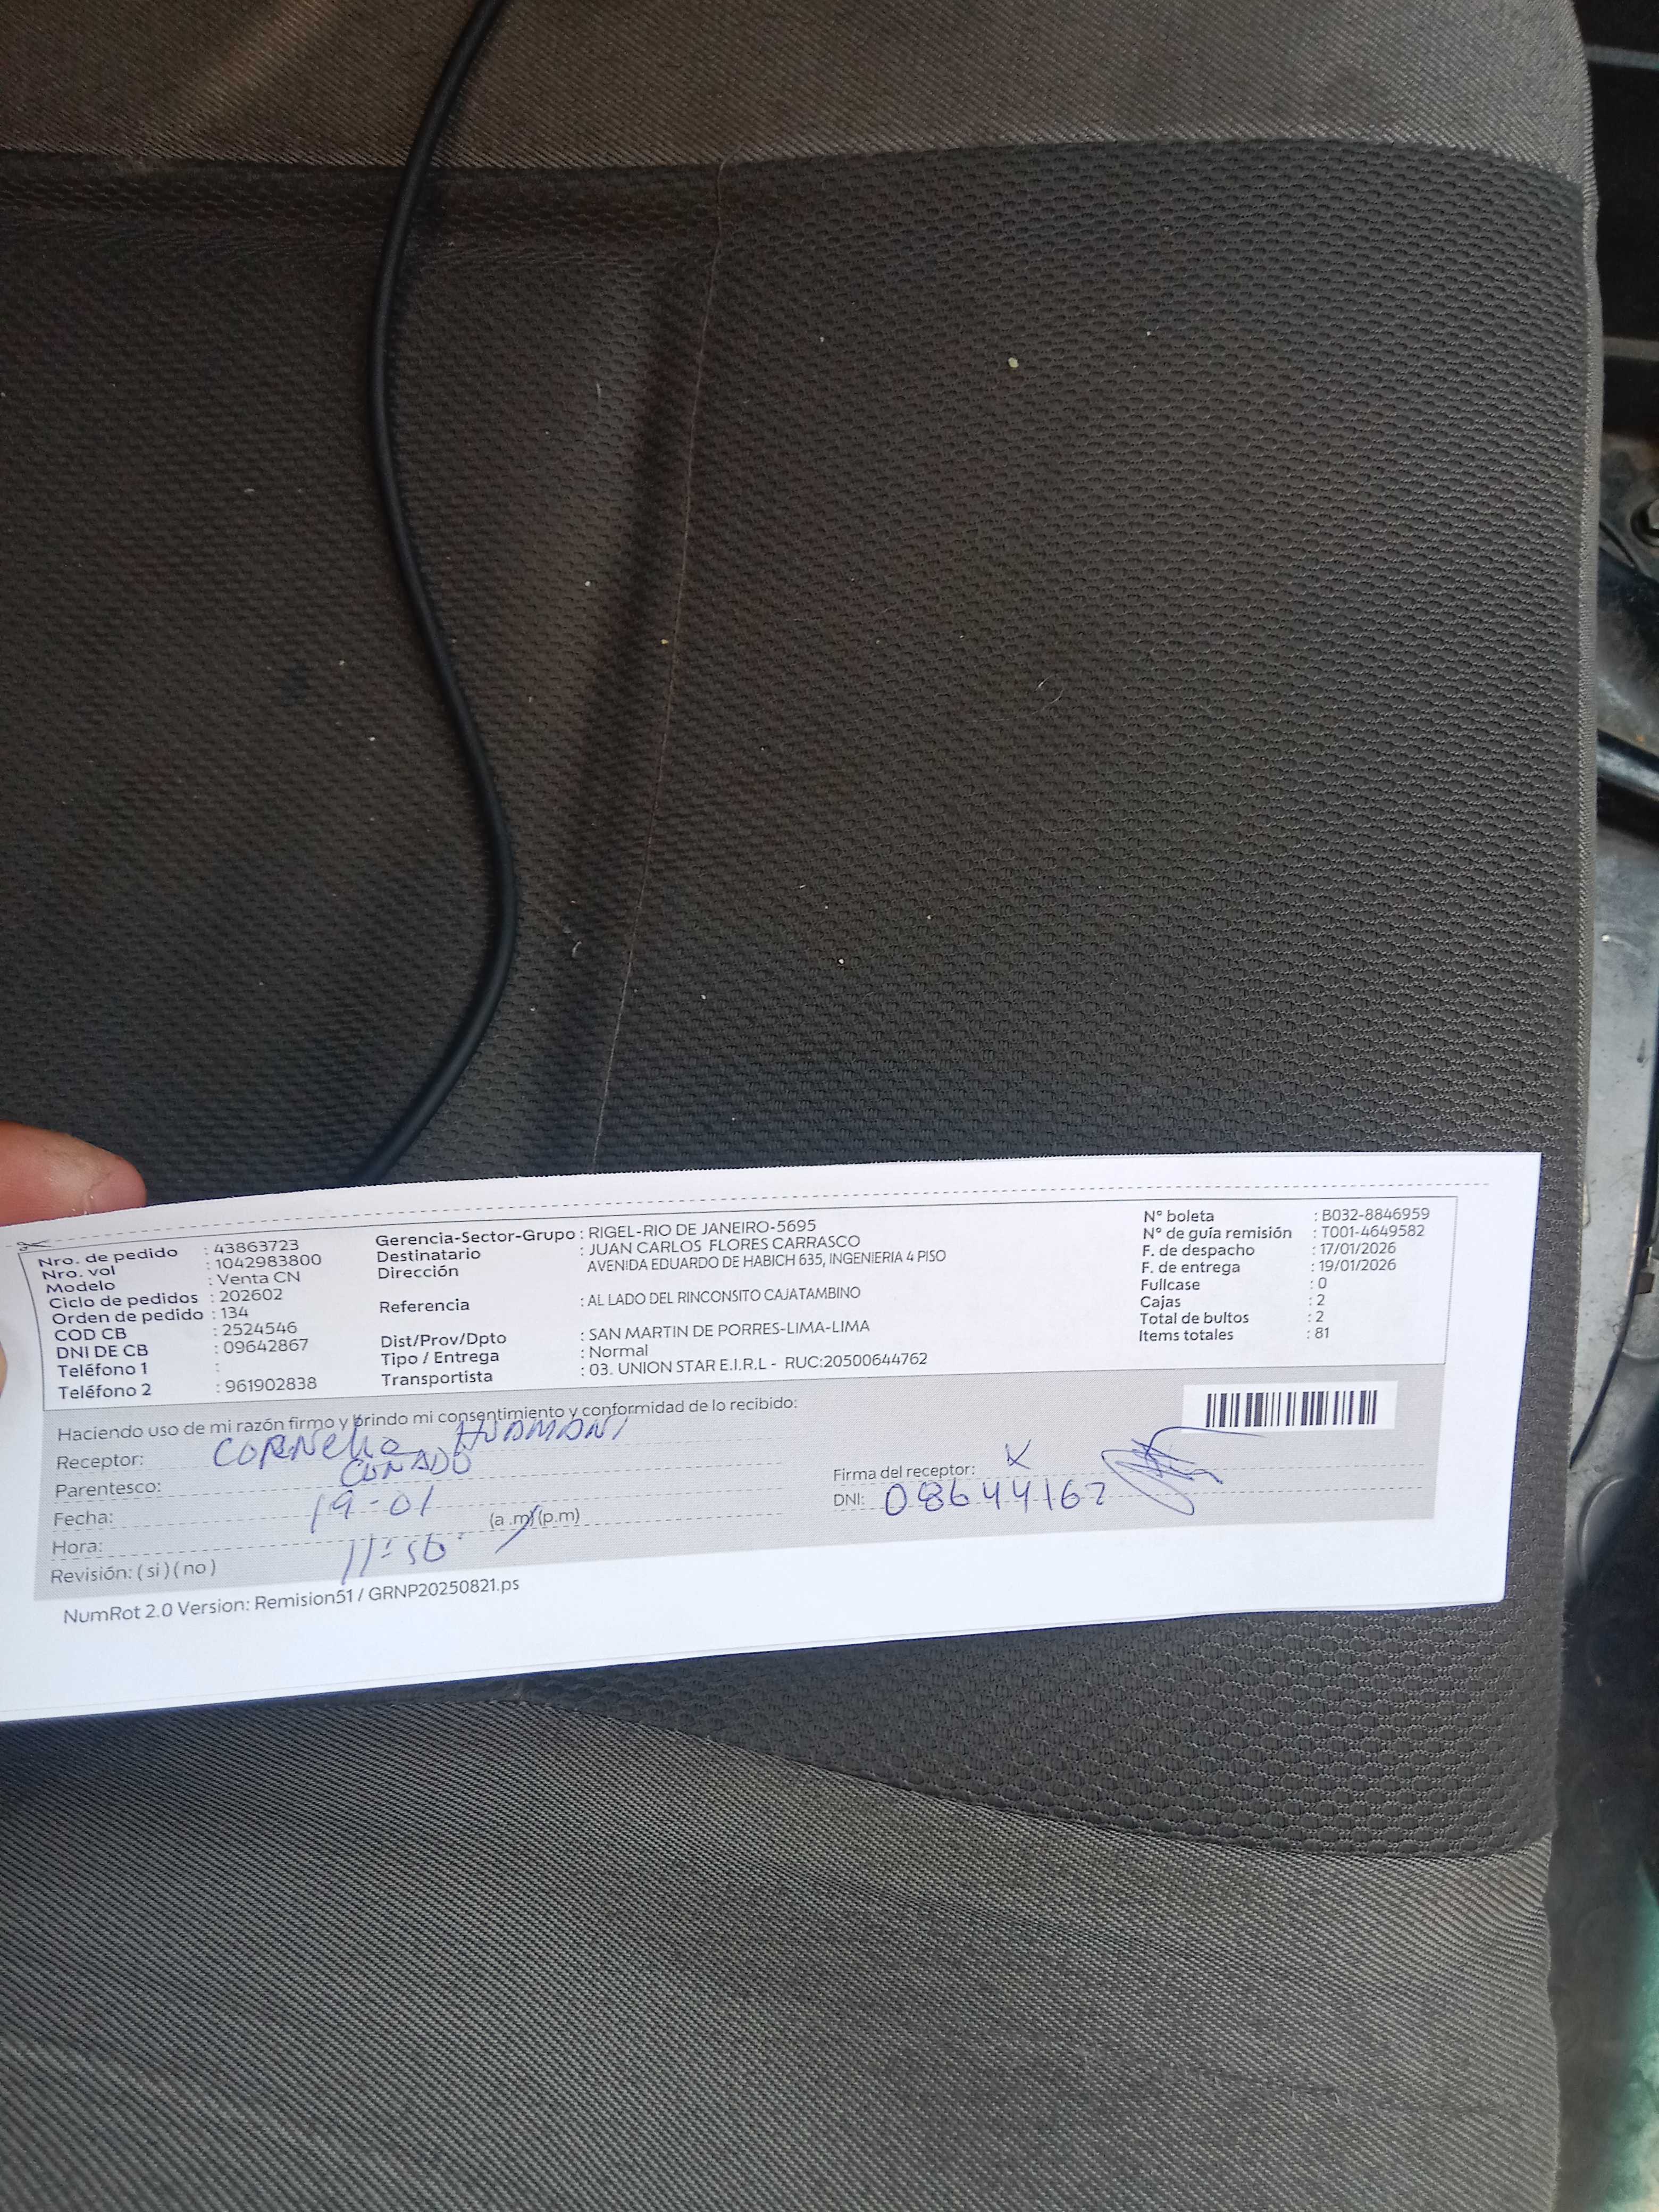 Nro. de pedido : 43863723
Nro. vol : 1042983800
Modelo : Venta CN
Ciclo de pedidos : 202602
Orden de pedido : 134
COD CB : 2524546
DNI DE CB : 09642867
Teléfono 1 :
Teléfono 2 : 961902838
Gerencia-Sector-Grupo : RIGEL-RIO DE JANEIRO-5695
Destinatario : JUAN CARLOS FLORES CARRASCO
Dirección AVENIDA EDUARDO DE HABICH 635, INGENIERIA 4 PISO
Referencia : AL LADO DEL RINCONSITO CAJATAMBINO
Dist/Prov/Dpto : SAN MARTIN DE PORRES-LIMA-LIMA
Tipo / Entrega : Normal
Transportista : 03. UNION STAR E.I.R.L - RUC:20500644762
N° boleta : B032-8846959
N° de guía remisión : T001-4649582
F. de despacho : 17/01/2026
F. de entrega : 19/01/2026
Fullcase : 0
Cajas : 2
Total de bultos : 2
Items totales : 81
Haciendo uso de mi razón firmo y brindo mi consentimiento y conformidad de lo recibido:
Receptor: CORNElio HUAMANI
Parentesco: CUÑADO
Fecha: 19-01
Hora: 11:50 (a.m)(p.m)
Revisión: ( si ) ( no )
Firma del receptor: X
DNI: 08644162
NumRot 2.0 Version: Remision51 / GRNP20250821.ps